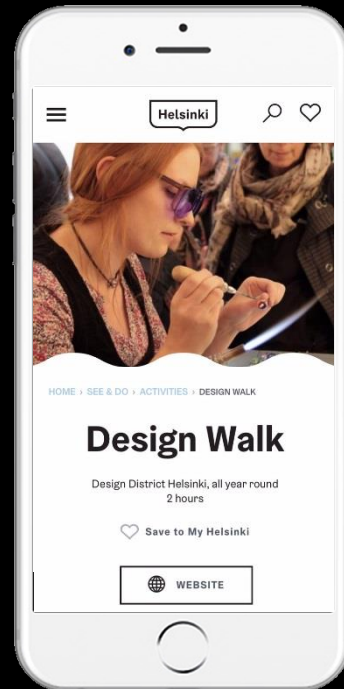 Helsinki
HOME › SEE & DO › ACTIVITIES › DESIGN WALK
Design Walk
Design District Helsinki, all year round
2 hours
Save to My Helsinki
WEBSITE